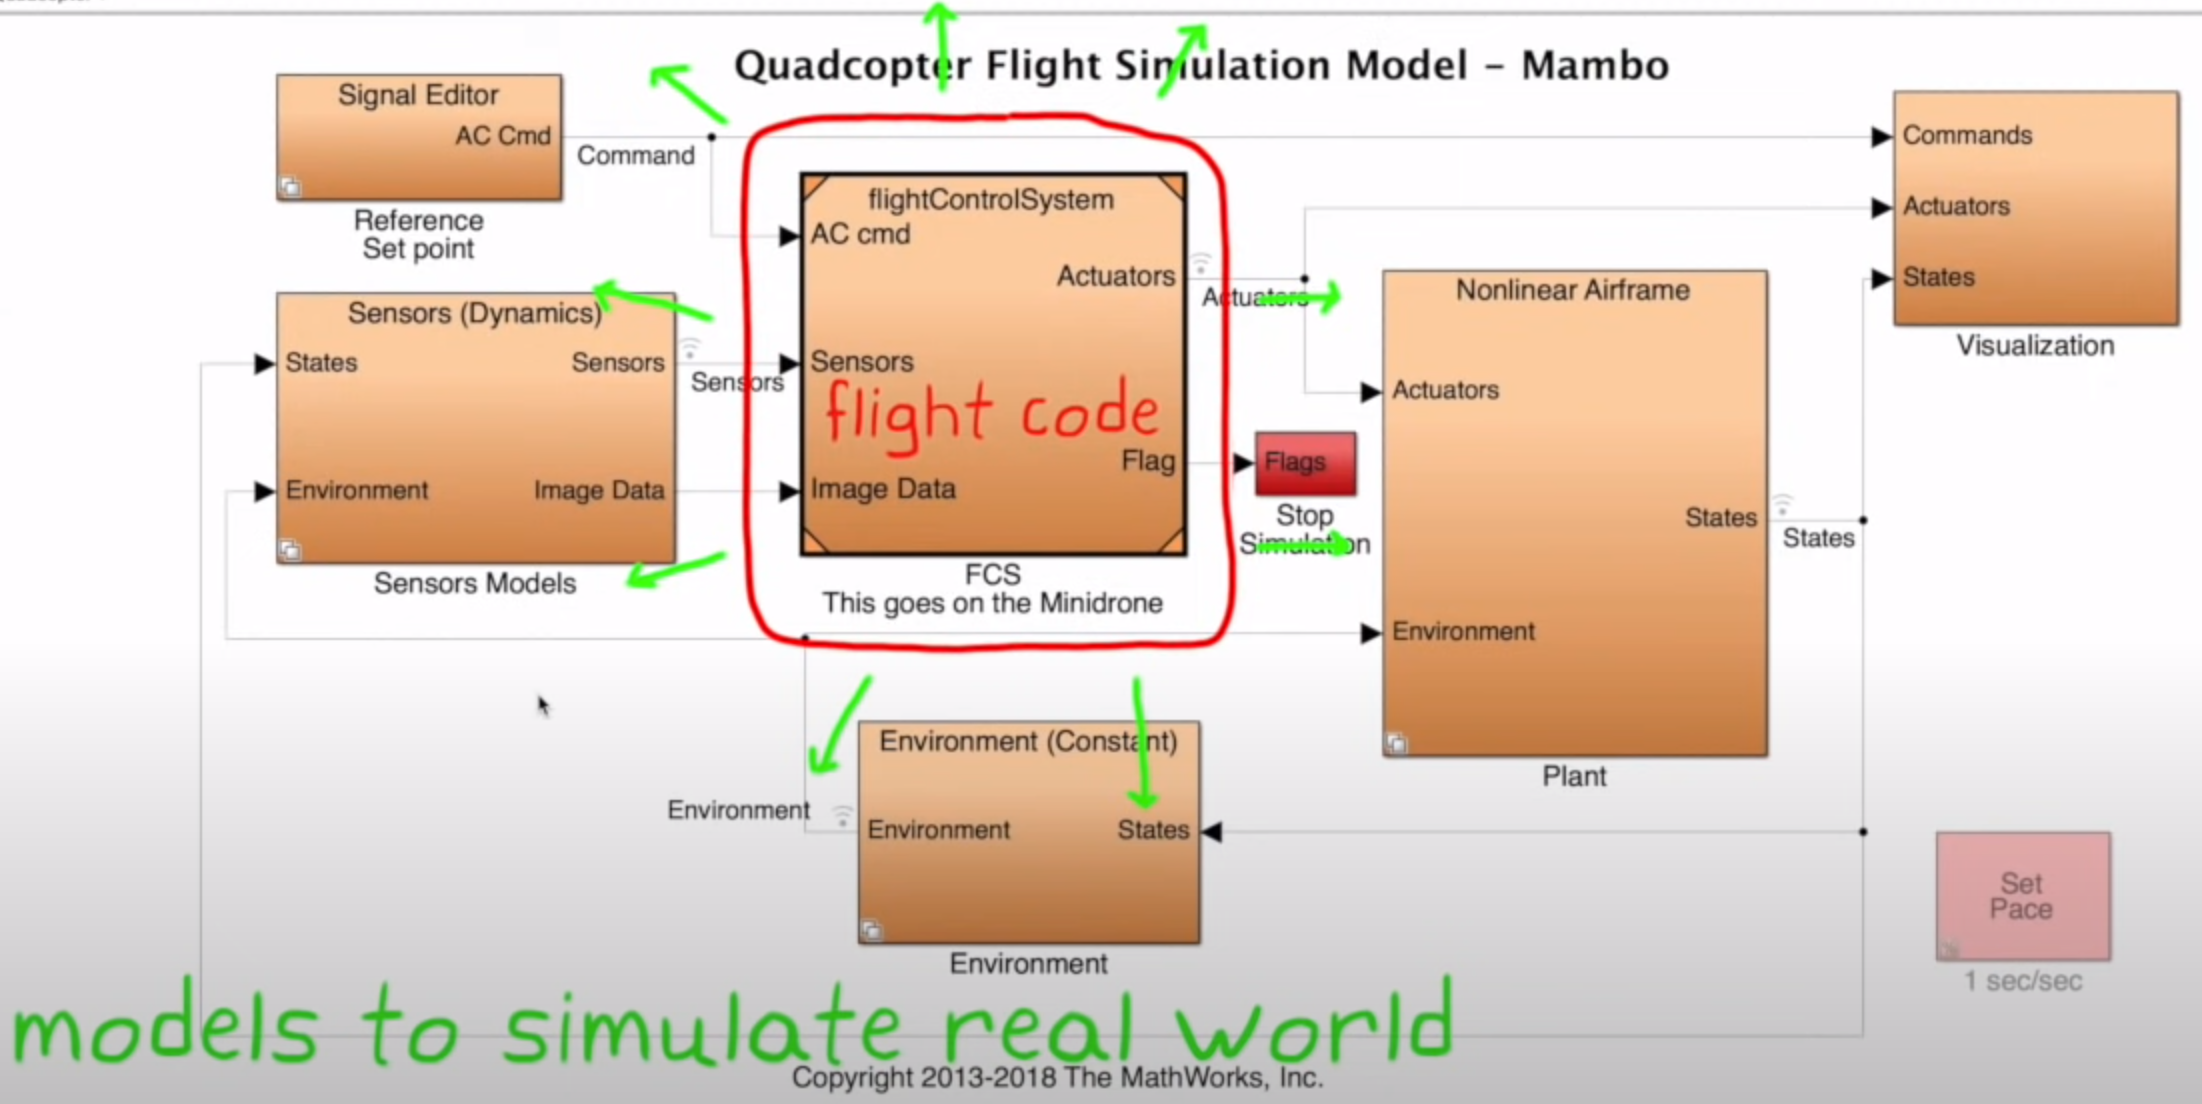 Quadcopter Flight Simulation Model - Mambo
Signal Editor
AC Cmd
Reference
Set point
Command
Sensors (Dynamics)
States
Sensors
Environment
Image Data
Sensors Models
Sensors
flightControlSystem
AC cmd
Actuators
Sensors
flight code
Flag
Image Data
FCS
This goes on the Minidrone
Actuators
Flags
Stop
Simulation
Nonlinear Airframe
Actuators
States
Environment
Plant
States
Commands
Actuators
States
Visualization
Environment
Environment (Constant)
Environment
States
Environment
Set
Pace
1 sec/sec
models to simulate real world
Copyright 2013-2018 The MathWorks, Inc.